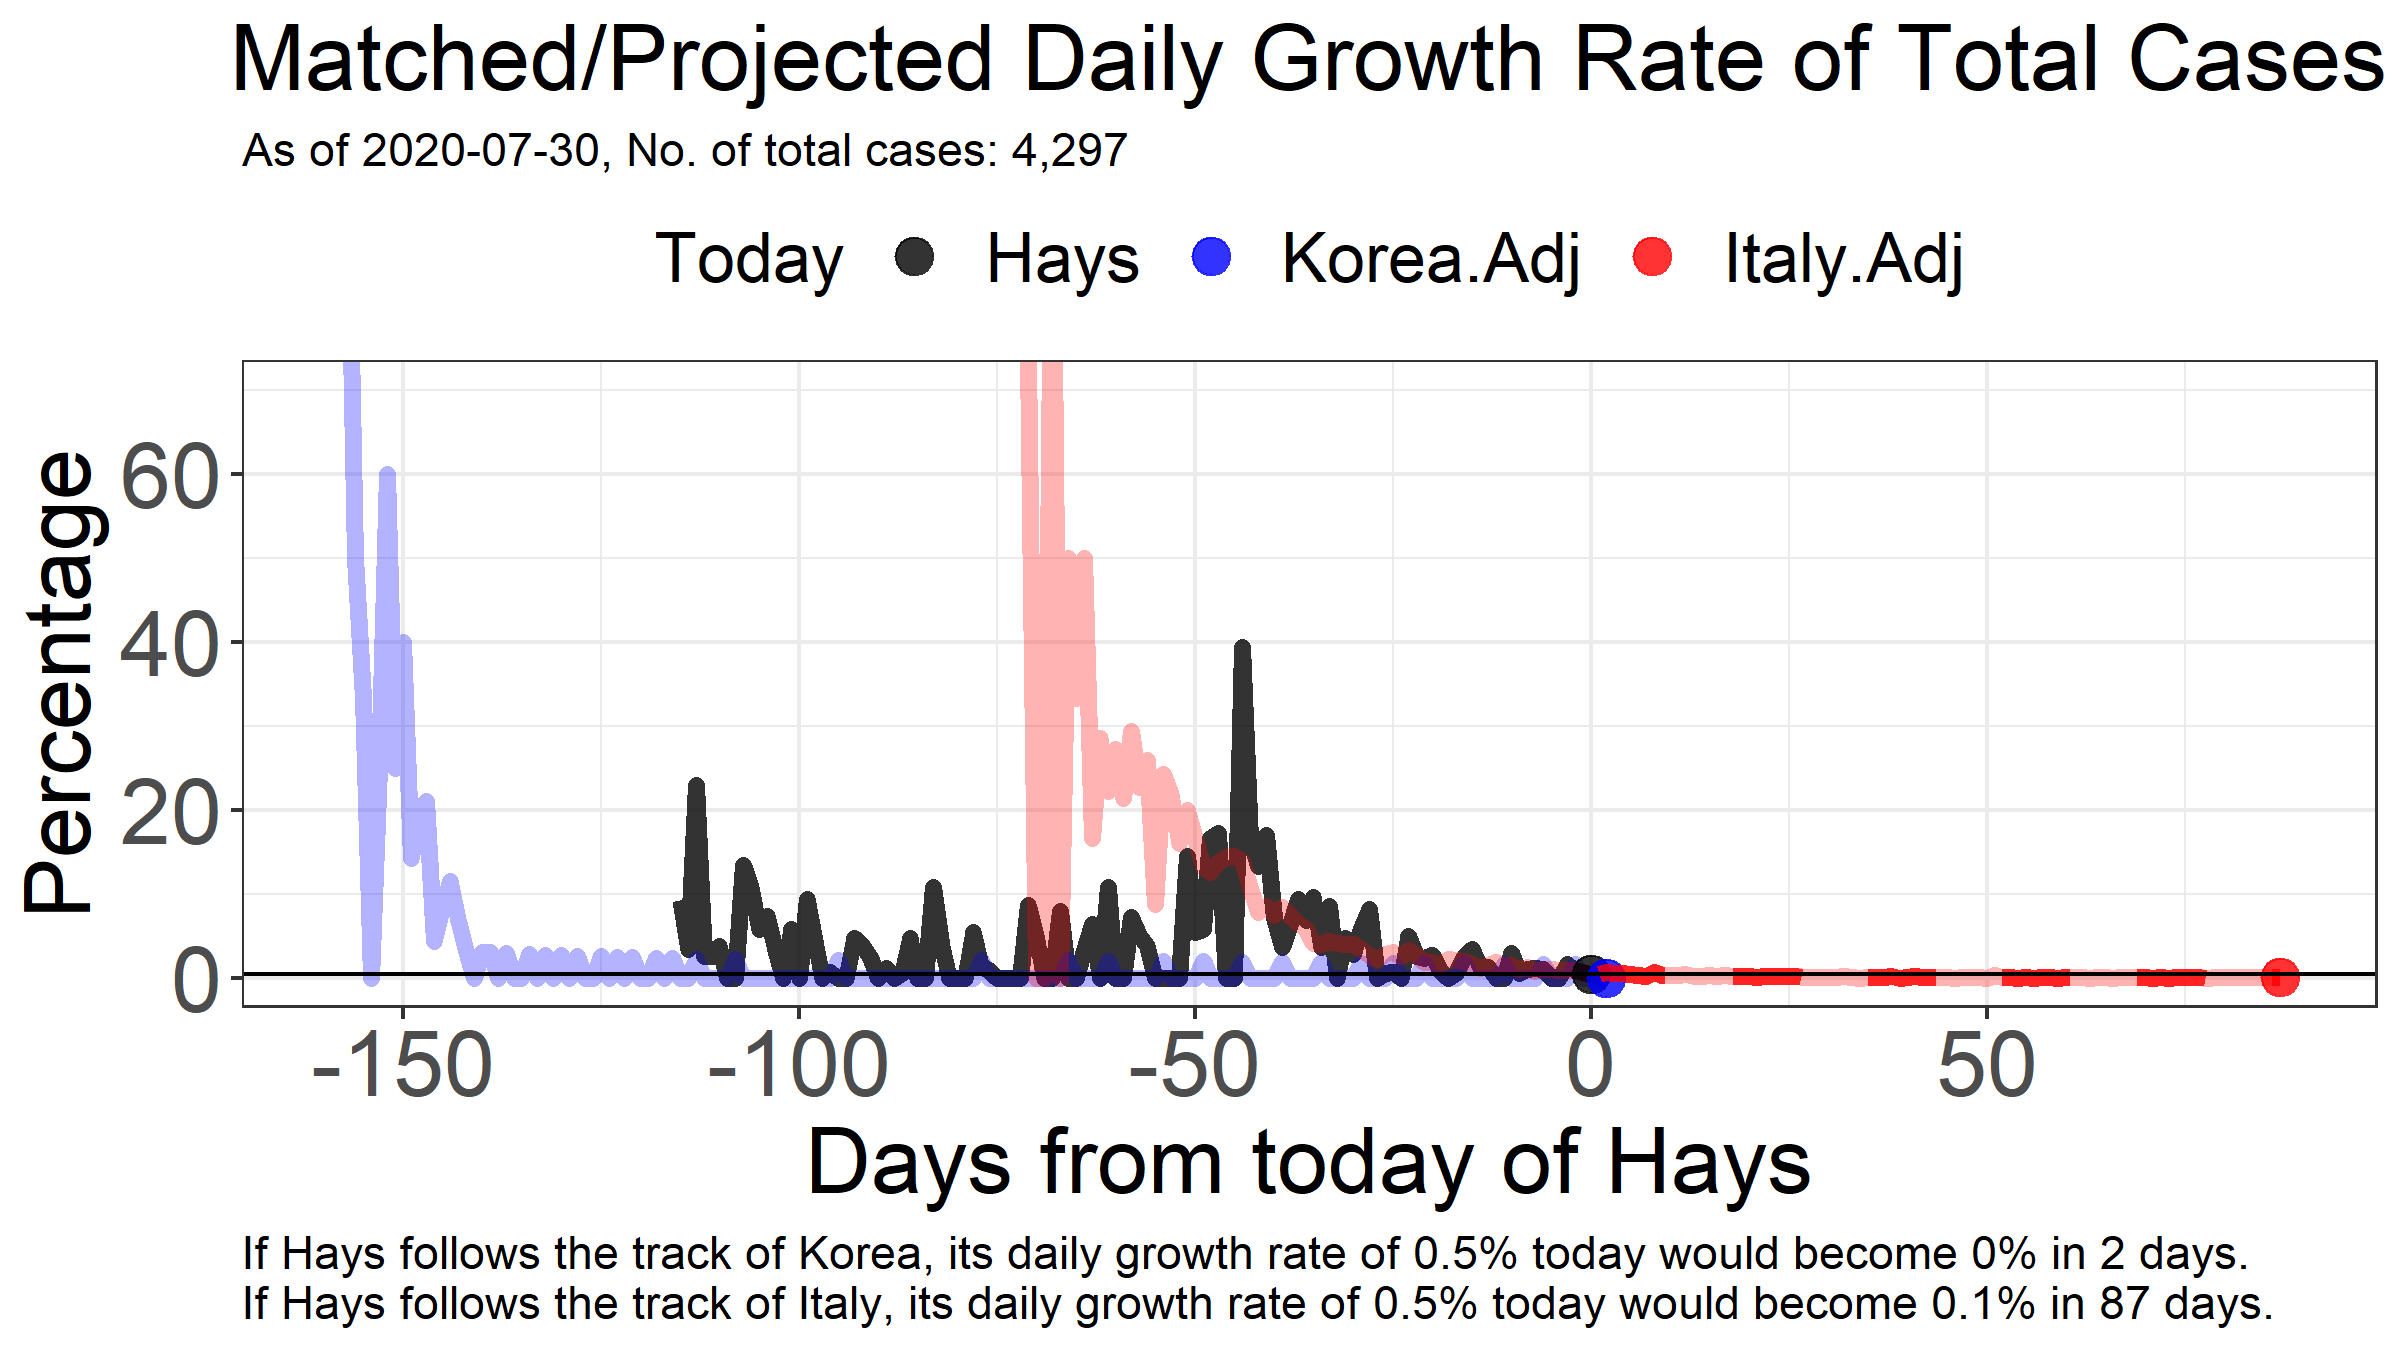 Matched/Projected Daily Growth Rate of Total Cases
As of 2020-07-30, No. of total cases: 4,297
Today Hays Korea.Adj Italy.Adj
Percentage
60
40
20
0
-150 -100 -50 0 50
Days from today of Hays
If Hays follows the track of Korea, its daily growth rate of 0.5% today would become 0% in 2 days.
If Hays follows the track of Italy, its daily growth rate of 0.5% today would become 0.1% in 87 days.